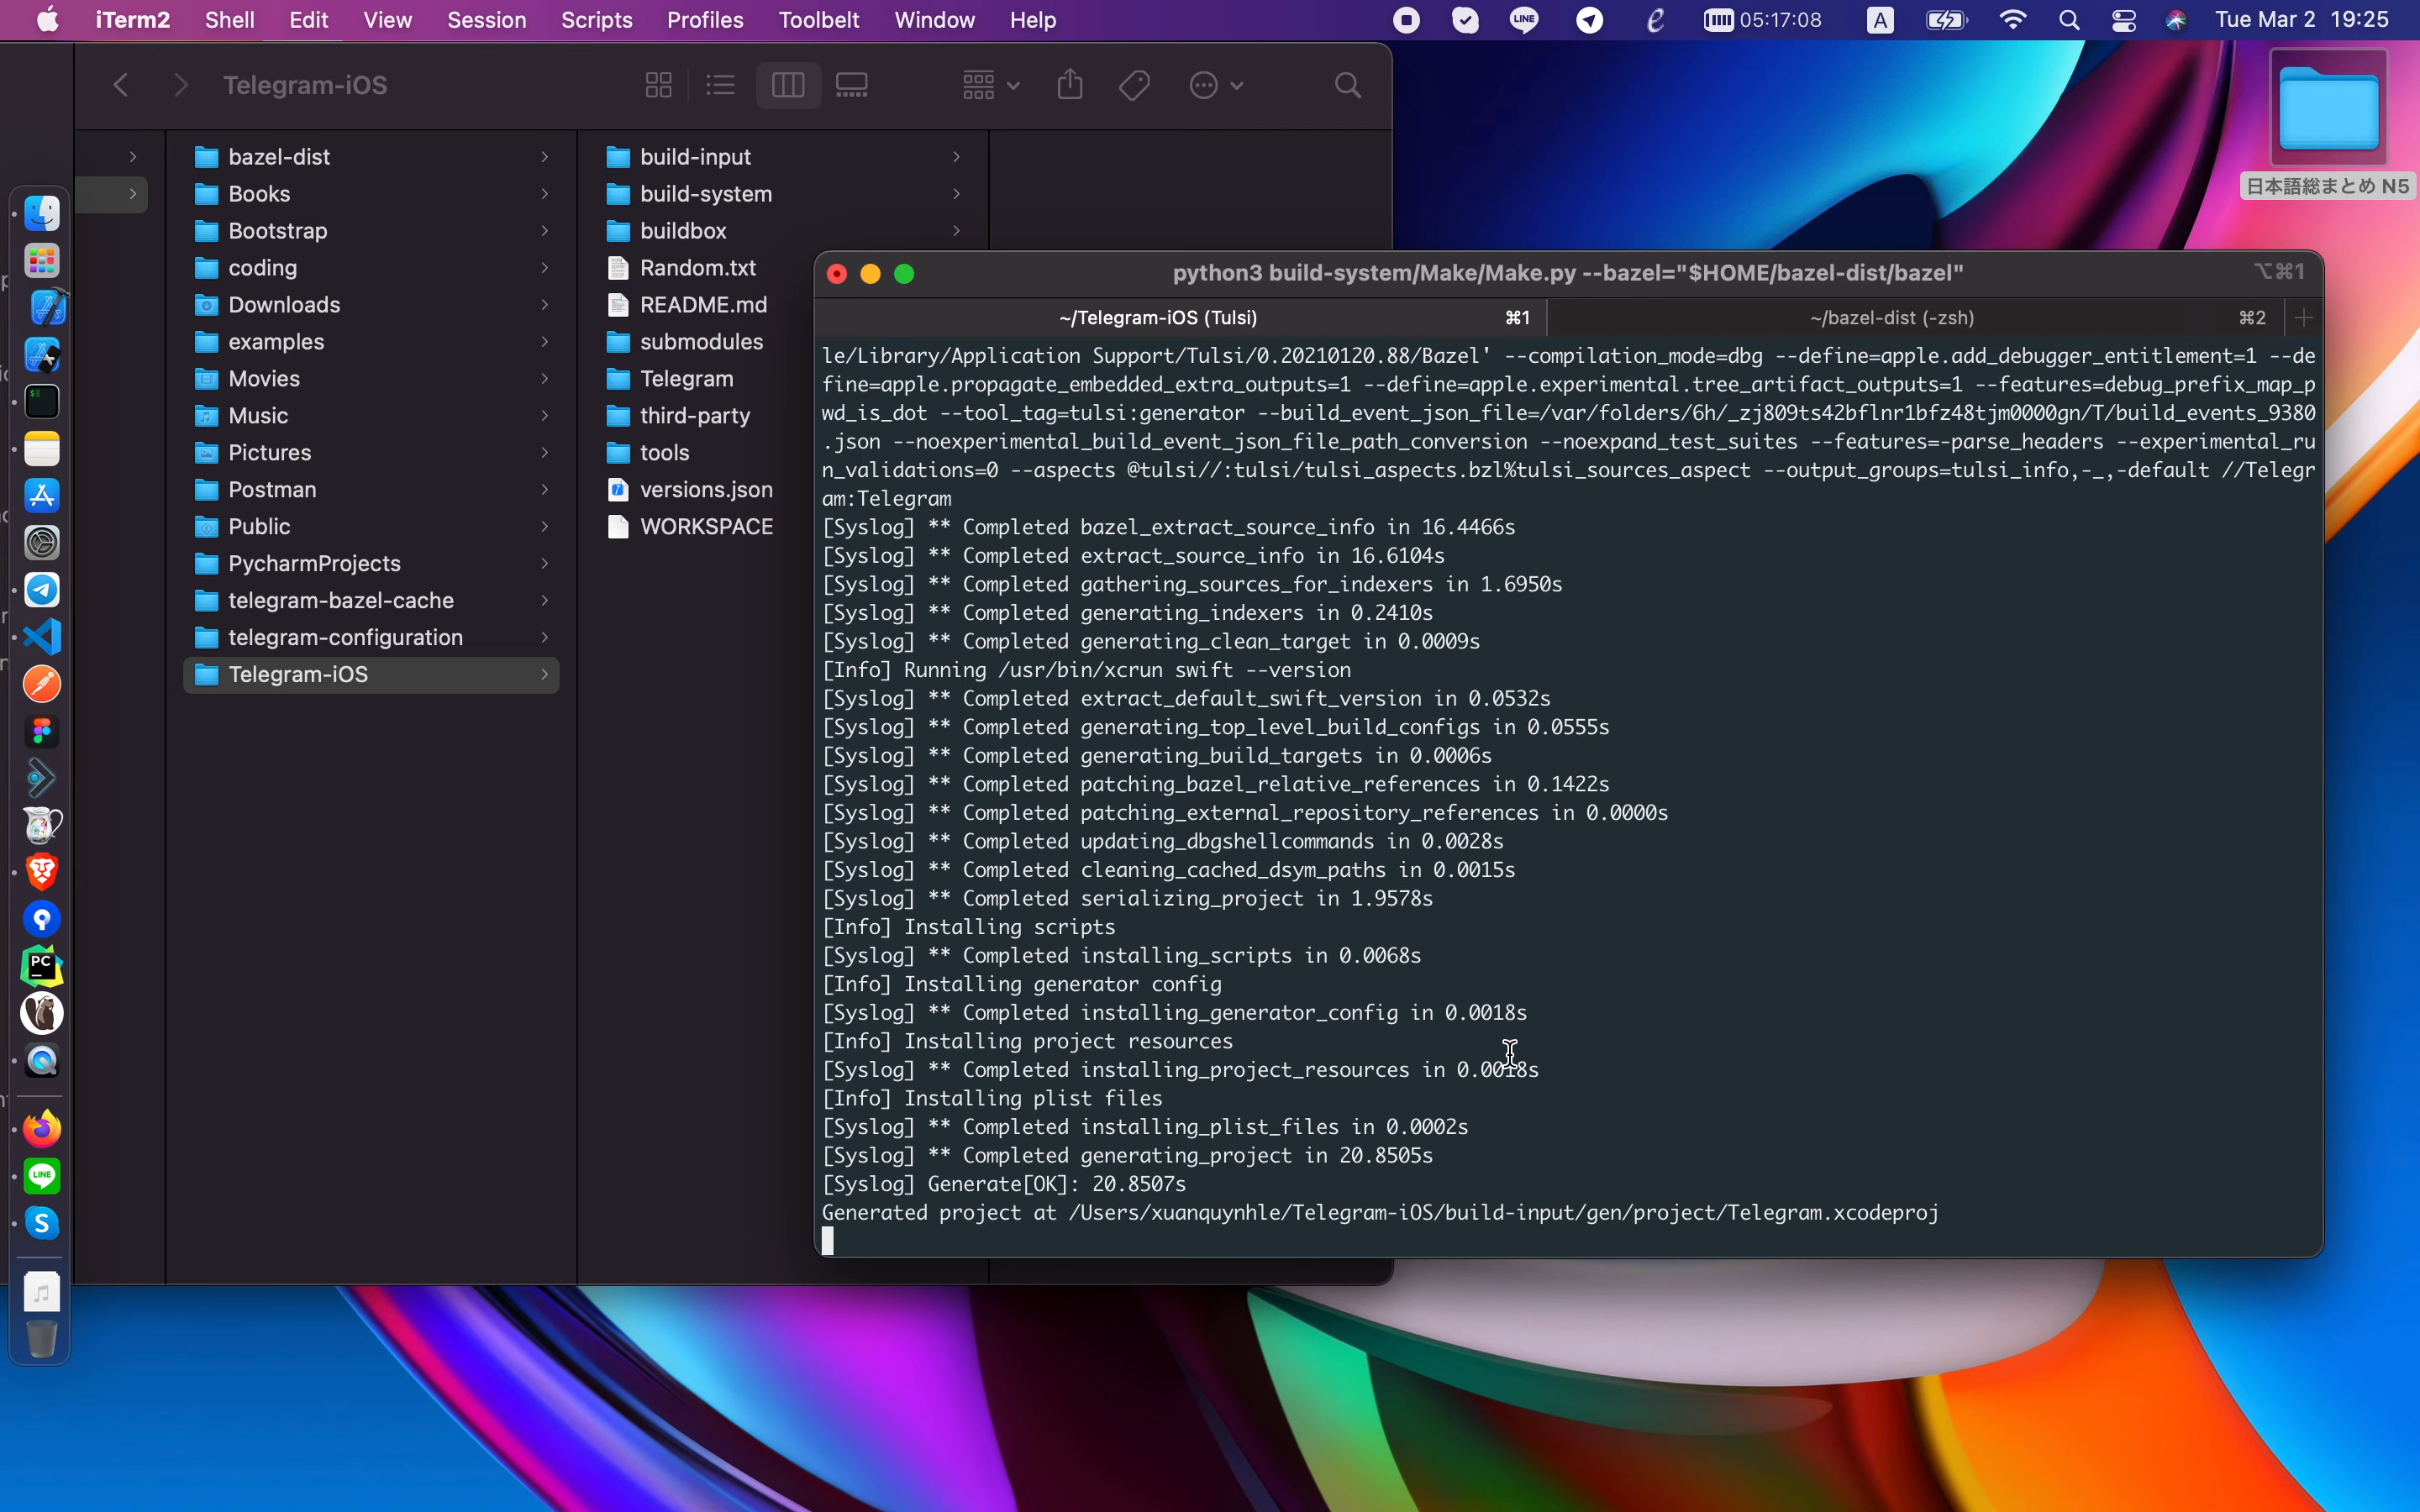 iTerm2 Shell Edit View Session Scripts Profiles Toolbelt Window Help
LINE
05:17:08
A
Tue Mar 2 19:25
Telegram-iOS
日本語総まとめ N5
bazel-dist
Books
Bootstrap
coding
Downloads
examples
Movies
Music
Pictures
Postman
Public
PycharmProjects
telegram-bazel-cache
telegram-configuration
Telegram-iOS
build-input
build-system
buildbox
Random.txt
README.md
submodules
Telegram
third-party
tools
versions.json
WORKSPACE
python3 build-system/Make/Make.py --bazel="$HOME/bazel-dist/bazel"
⌥⌘1
~/Telegram-iOS (Tulsi) ⌘1
~/bazel-dist (-zsh) ⌘2
le/Library/Application Support/Tulsi/0.20210120.88/Bazel' --compilation_mode=dbg --define=apple.add_debugger_entitlement=1 --de
fine=apple.propagate_embedded_extra_outputs=1 --define=apple.experimental.tree_artifact_outputs=1 --features=debug_prefix_map_p
wd_is_dot --tool_tag=tulsi:generator --build_event_json_file=/var/folders/6h/_zj809ts42bflnr1bfz48tjm0000gn/T/build_events_9380
.json --noexperimental_build_event_json_file_path_conversion --noexpand_test_suites --features=-parse_headers --experimental_ru
n_validations=0 --aspects @tulsi//:tulsi/tulsi_aspects.bzl%tulsi_sources_aspect --output_groups=tulsi_info,-_,-default //Telegr
am:Telegram
[Syslog] ** Completed bazel_extract_source_info in 16.4466s
[Syslog] ** Completed extract_source_info in 16.6104s
[Syslog] ** Completed gathering_sources_for_indexers in 1.6950s
[Syslog] ** Completed generating_indexers in 0.2410s
[Syslog] ** Completed generating_clean_target in 0.0009s
[Info] Running /usr/bin/xcrun swift --version
[Syslog] ** Completed extract_default_swift_version in 0.0532s
[Syslog] ** Completed generating_top_level_build_configs in 0.0555s
[Syslog] ** Completed generating_build_targets in 0.0006s
[Syslog] ** Completed patching_bazel_relative_references in 0.1422s
[Syslog] ** Completed patching_external_repository_references in 0.0000s
[Syslog] ** Completed updating_dbgshellcommands in 0.0028s
[Syslog] ** Completed cleaning_cached_dsym_paths in 0.0015s
[Syslog] ** Completed serializing_project in 1.9578s
[Info] Installing scripts
[Syslog] ** Completed installing_scripts in 0.0068s
[Info] Installing generator config
[Syslog] ** Completed installing_generator_config in 0.0018s
[Info] Installing project resources
[Syslog] ** Completed installing_project_resources in 0.0018s
[Info] Installing plist files
[Syslog] ** Completed installing_plist_files in 0.0002s
[Syslog] ** Completed generating_project in 20.8505s
[Syslog] Generate[OK]: 20.8507s
Generated project at /Users/xuanquynhle/Telegram-iOS/build-input/gen/project/Telegram.xcodeproj
PC
LINE
S